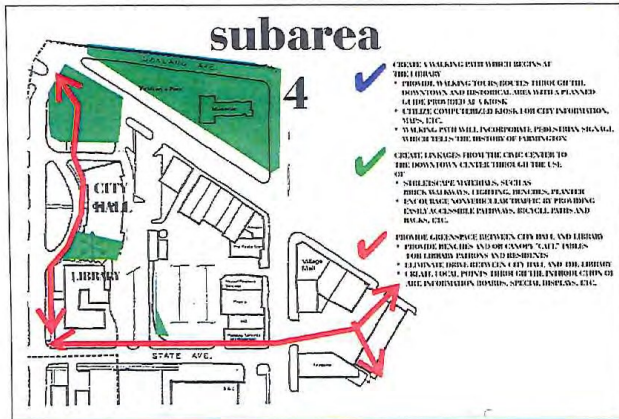 subarea
4
CREATE A WALKING PATH WHICH BEGINS AT
THE LIBRARY
* PROVIDE WALKING TOURS/ROUTES THROUGH THE
DOWNTOWN AND HISTORICAL AREA WITH A PLANNED
GUIDE PROVIDED AT A KIOSK
* UTILIZE COMPUTERIZED KIOSK FOR CITY INFORMATION,
MAPS, ETC.
* WALKING PATH WILL INCORPORATE PEDESTRIAN SIGNAGE
WHICH TELLS THE HISTORY OF FARMINGTON
CREATE LINKAGES FROM THE CIVIC CENTER TO
THE DOWNTOWN CENTER THROUGH THE USE
OF
* STREETSCAPE MATERIALS, SUCH AS
BRICK WALKWAYS, LIGHTING, BENCHES, PLANTER
* ENCOURAGE NONVEHICULAR TRAFFIC BY PROVIDING
EASILY ACCESSIBLE PATHWAYS, BICYCLE PATHS AND
RACKS, ETC.
PROVIDE GREENSPACE BETWEEN CITY HALL AND LIBRARY
* PROVIDE BENCHES AND OR CANOPY "CAFE" TABLES
FOR LIBRARY PATRONS AND RESIDENTS
* ELIMINATE DRIVE BETWEEN CITY HALL AND THE LIBRARY
* CREATE FOCAL POINTS THROUGH THE INTRODUCTION OF
ART, INFORMATION BOARDS, SPECIAL DISPLAYS, ETC.
OAKLAND AVE.
CITY
HALL
LIBRARY
Village
Mall
STATE AVE.